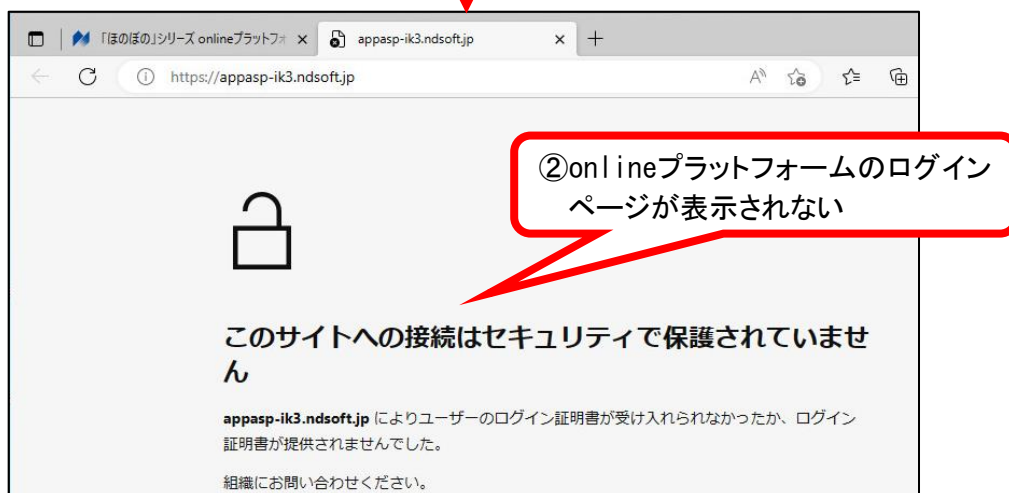 「ほのぼの」シリーズ onlineプラットフォ
appasp-ik3.ndsoft.jp
https://appasp-ik3.ndsoft.jp
②onlineプラットフォームのログイン
ページが表示されない
このサイトへの接続はセキュリティで保護されていませ
ん
appasp-ik3.ndsoft.jp によりユーザーのログイン証明書が受け入れられなかったか、ログイン
証明書が提供されませんでした。
組織にお問い合わせください。